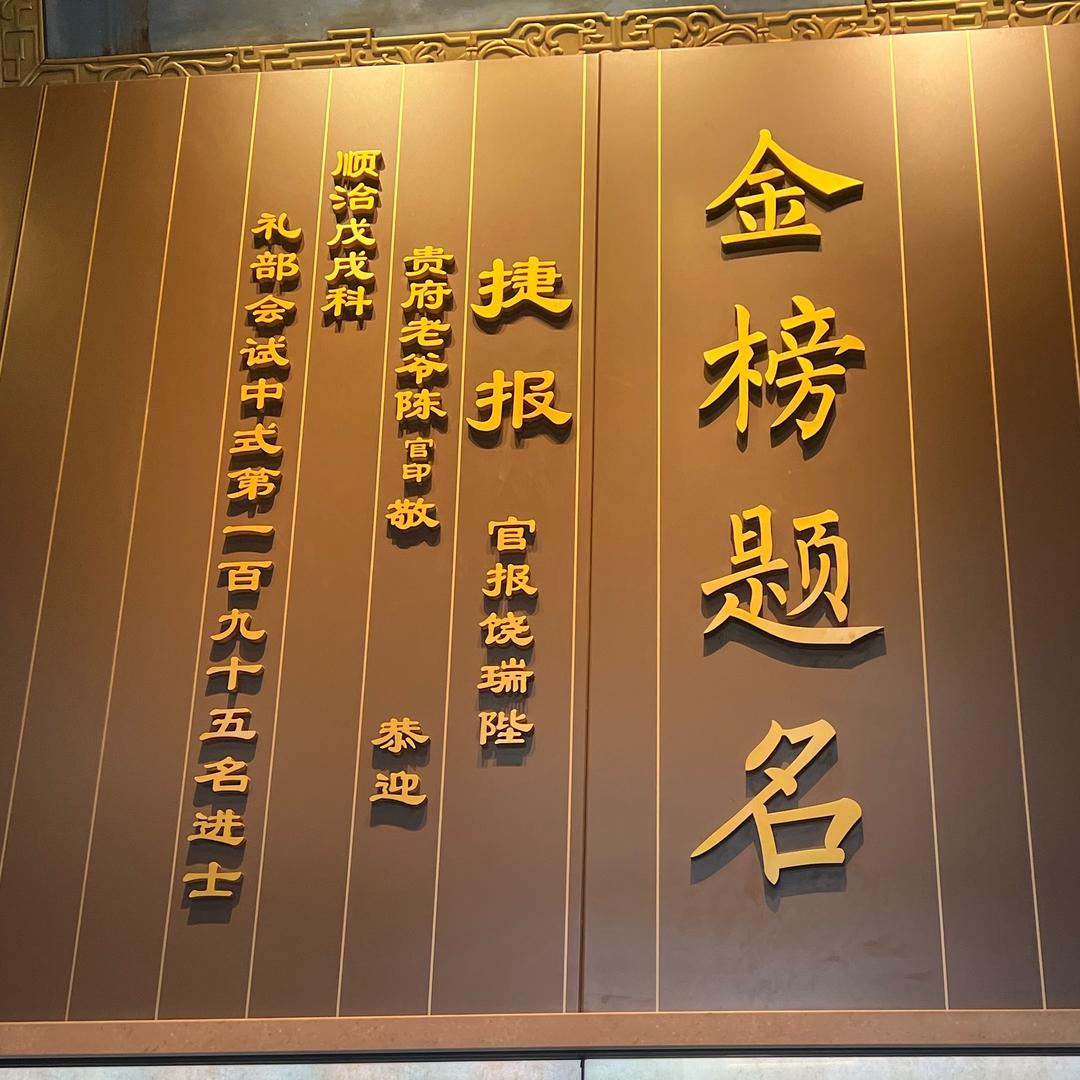 金榜题名
捷报 官报饶瑞陛
贵府老爷陈官印敬 恭迎
顺治戊戌科
礼部会试中式第一百九十五名进士